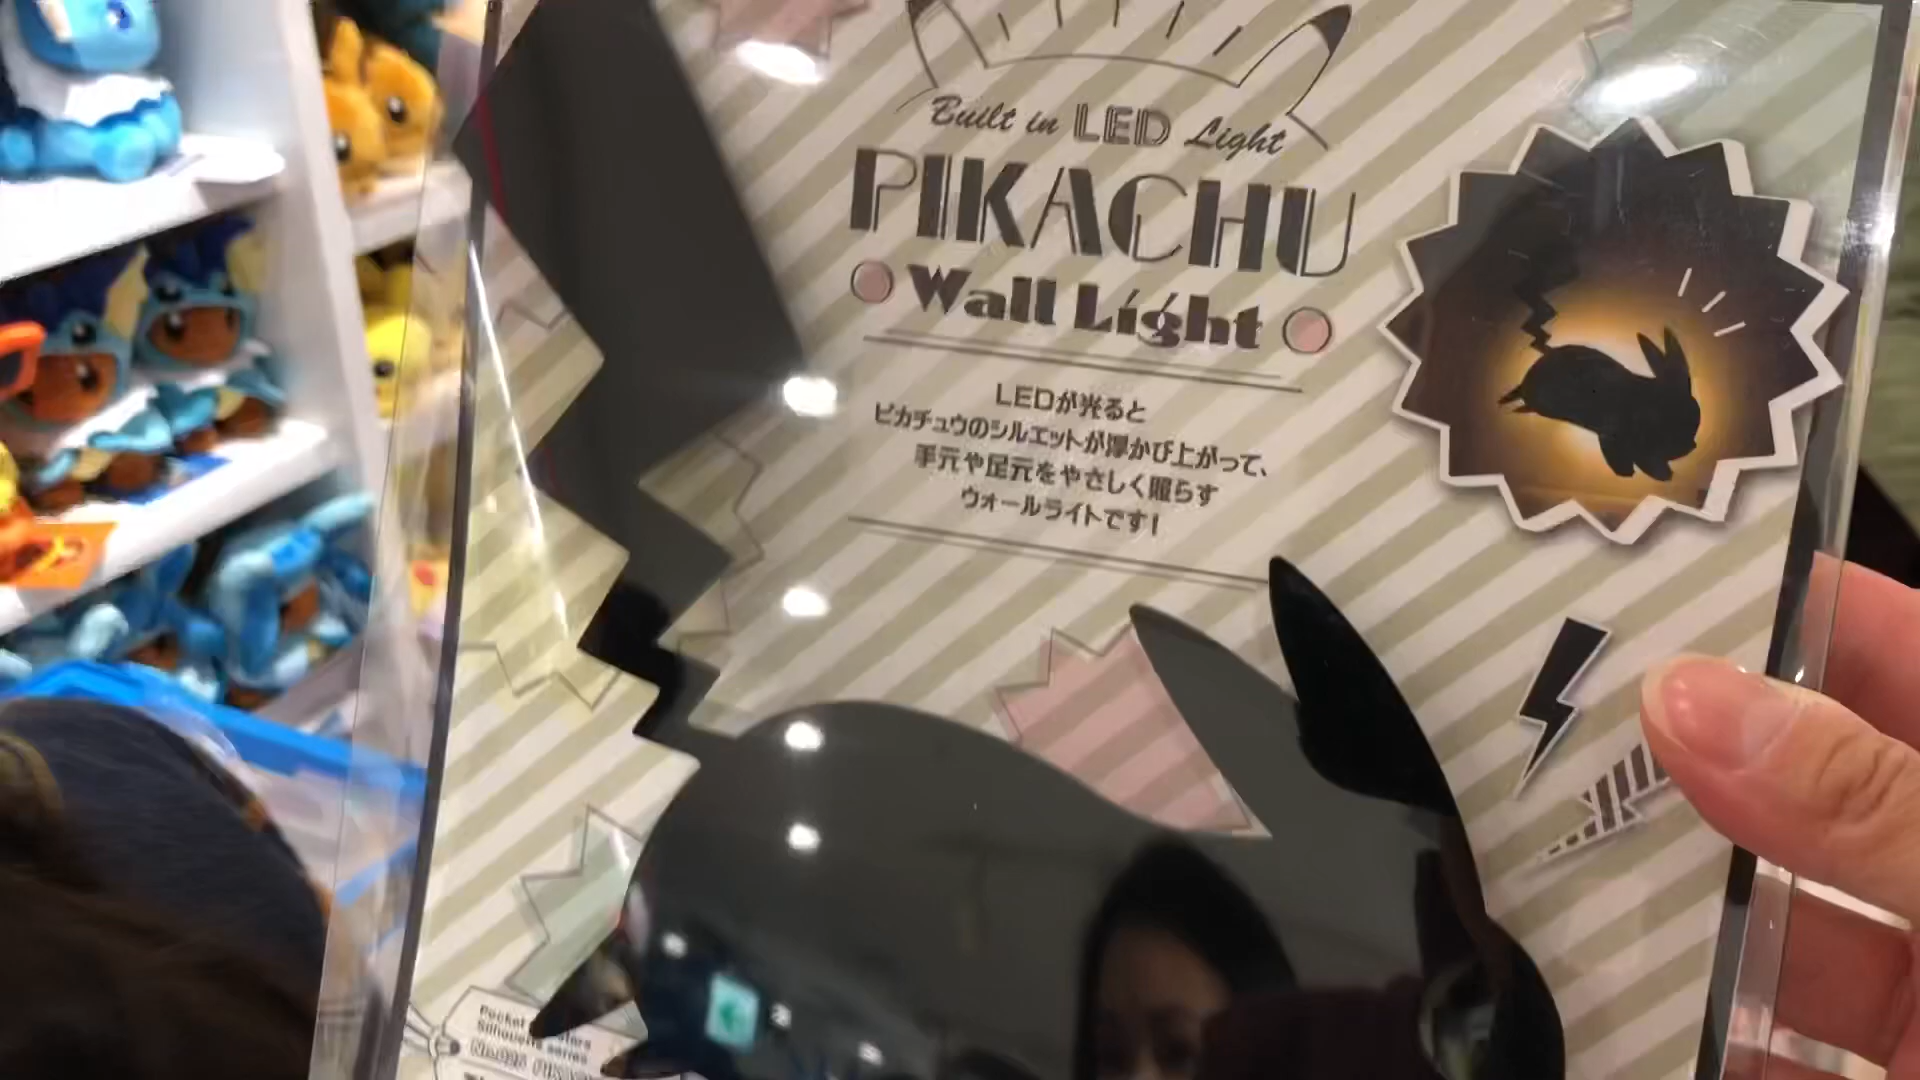 Built in LED Light
PIKACHU
Wall Light
LEDが光ると
ピカチュウのシルエットが浮かび上がって、
手元や足元をやさしく照らす
ウォールライトです!
Pocket
Silhouette series